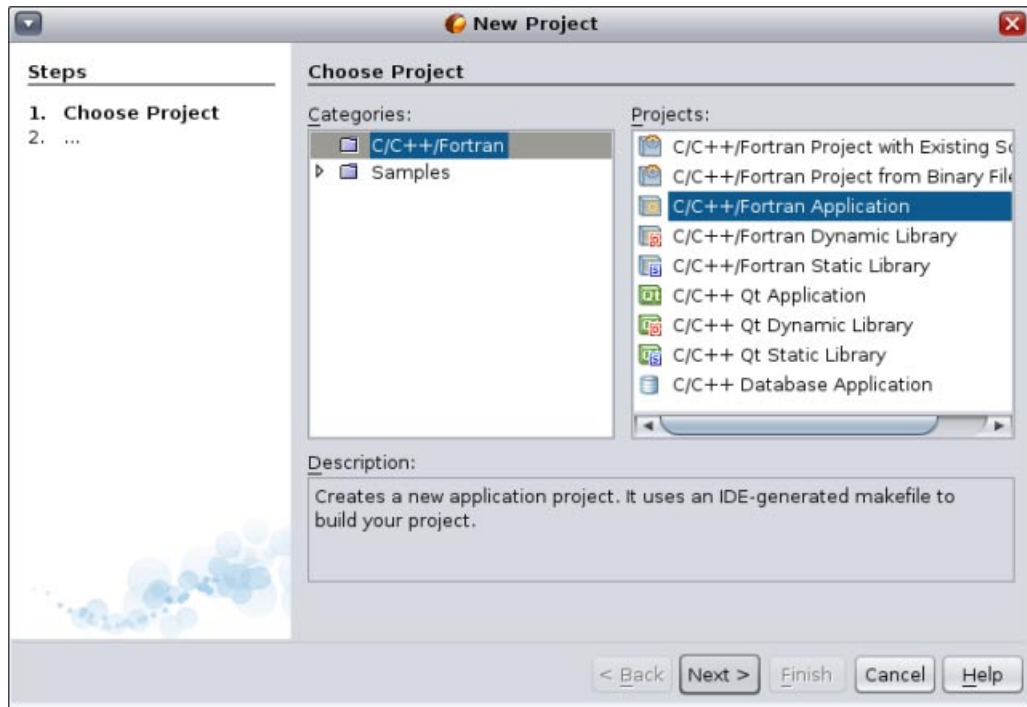 New Project
Steps
1. Choose Project
2. ...
Choose Project
Categories:
C/C++/Fortran
Samples
Projects:
C/C++/Fortran Project with Existing
C/C++/Fortran Project from Binary
C/C++/Fortran Application
C/C++/Fortran Dynamic Library
C/C++/Fortran Static Library
C/C++ Qt Application
C/C++ Qt Dynamic Library
C/C++ Qt Static Library
C/C++ Database Application
Description:
Creates a new application project. It uses an IDE-generated makefile to
build your project.
< Back Next > Finish Cancel Help